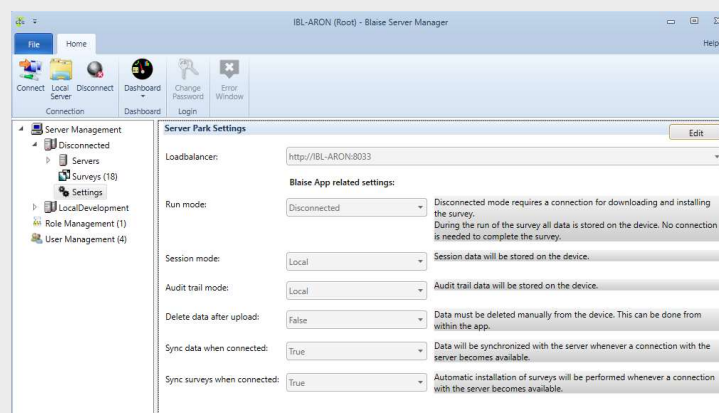 IBL-ARON (Root) - Blaise Server Manager
File
Home
Help
Connect
Local
Server
Disconnect
Dashboard
Change
Password
Error
Window
Connection
Dashboard
Login
Server Management
Disconnected
Servers
Surveys (18)
Settings
LocalDevelopment
Role Management (1)
User Management (4)
Server Park Settings
Edit
Loadbalancer:
http://IBL-ARON:8033
Blaise App related settings:
Run mode:
Disconnected
Disconnected mode requires a connection for downloading and installing
the survey.
During the run of the survey all data is stored on the device. No connection
is needed to complete the survey.
Session mode:
Local
Session data will be stored on the device.
Audit trail mode:
Local
Audit trail data will be stored on the device.
Delete data after upload:
False
Data must be deleted manually from the device. This can be done from
within the app.
Sync data when connected:
True
Data will be synchronized with the server whenever a connection with the
server becomes available.
Sync surveys when connected:
True
Automatic installation of surveys will be performed whenever a connection
with the server becomes available.